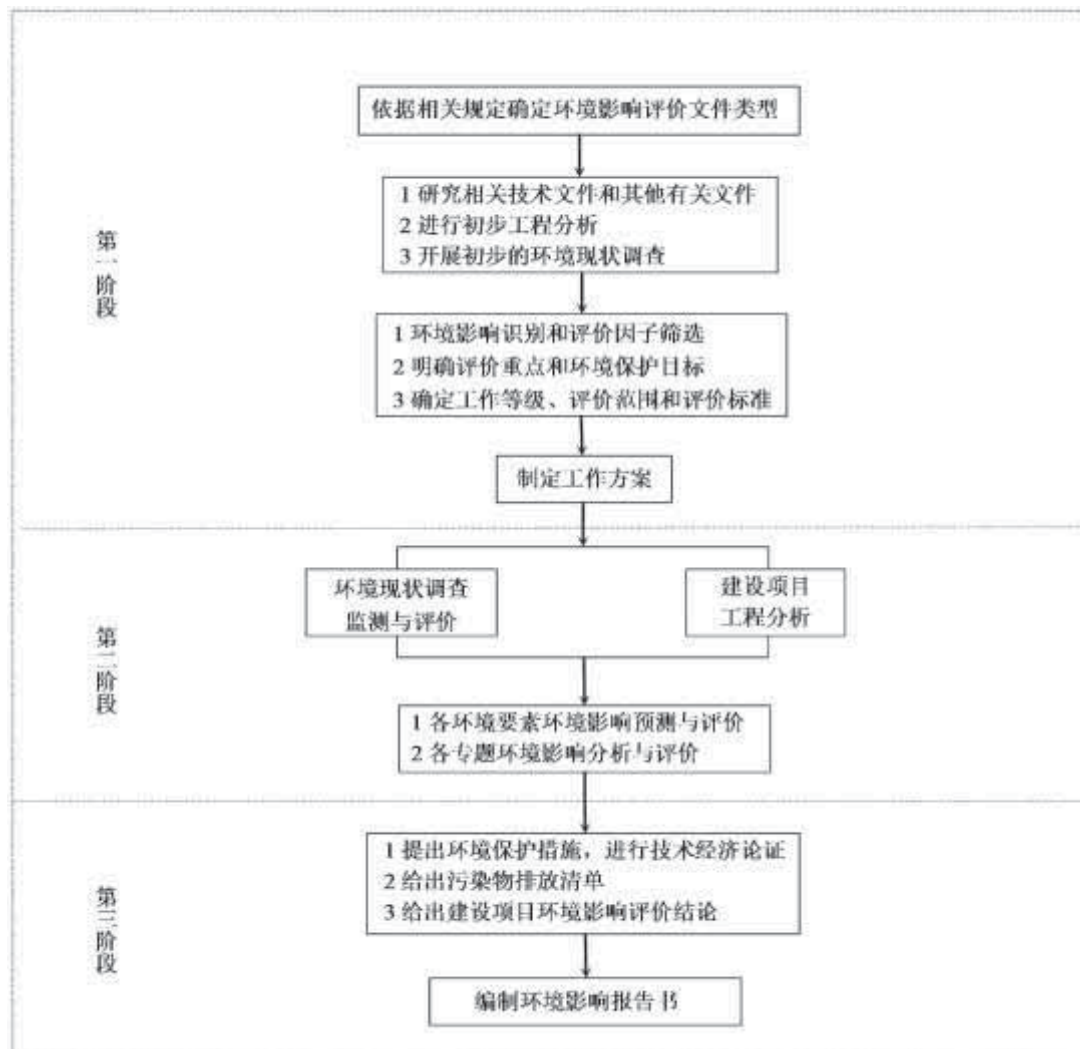 依据相关规定确定环境影响评价文件类型
第一阶段
1 研究相关技术文件和其他有关文件
2 进行初步工程分析
3 开展初步的环境现状调查
1 环境影响识别和评价因子筛选
2 明确评价重点和环境保护目标
3 确定工作等级、评价范围和评价标准
制定工作方案
第二阶段
环境现状调查
监测与评价
建设项目
工程分析
1 各环境要素环境影响预测与评价
2 各专题环境影响分析与评价
第三阶段
1 提出环境保护措施，进行技术经济论证
2 给出污染物排放清单
3 给出建设项目环境影响评价结论
编制环境影响报告书